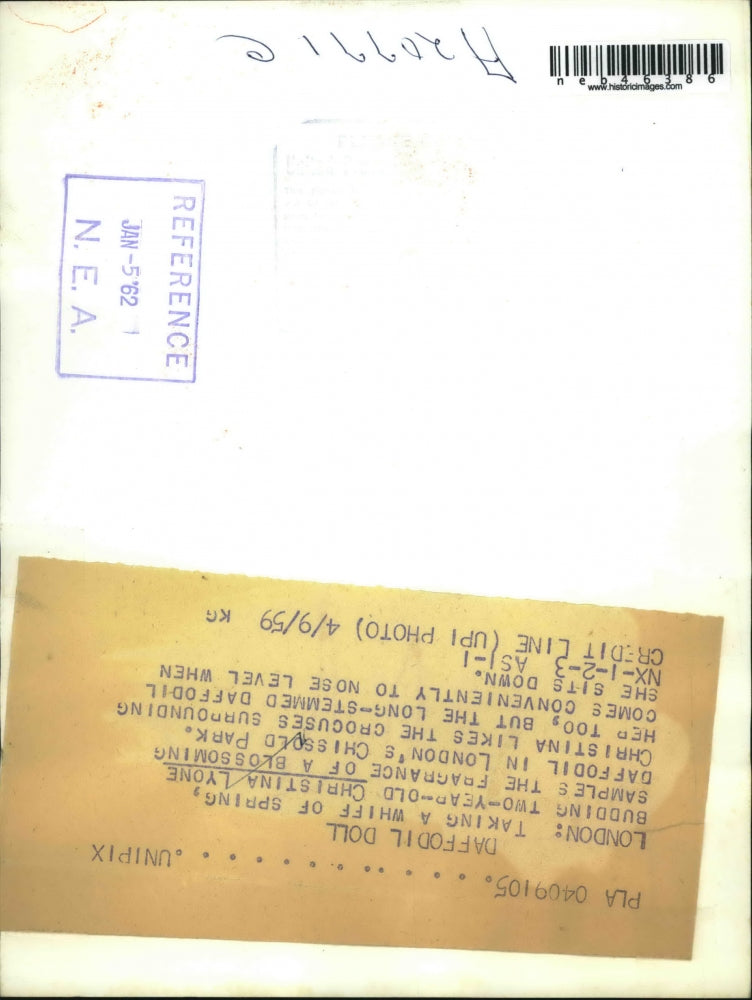 A20771C
neb46386
www.historicimages.com
REFERENCE
JAN-5'62
N. E. A.
PLA 0409105. . . . . . . . . . . .UNIPIX
DAFFODIL DOLL
LONDON: TAKING A WHIFF OF SPRING,
BUDDING TWO-YEAR-OLD CHRISTINA LYONE
SAMPLES THE FRAGRANCE OF A BLOSSOMING
DAFFODIL IN LONDON'S CHISSOLD PARK.
CHRISTINA LIKES THE CROCUSES SURROUNDING
HER TOO, BUT THE LONG-STEMMED DAFFODIL
COMES CONVENIENTLY TO NOSE LEVEL WHEN
SHE SITS DOWN.
NX-1-2-3 AS1-1
CREDIT LINE (UPI PHOTO) 4/9/59 KG